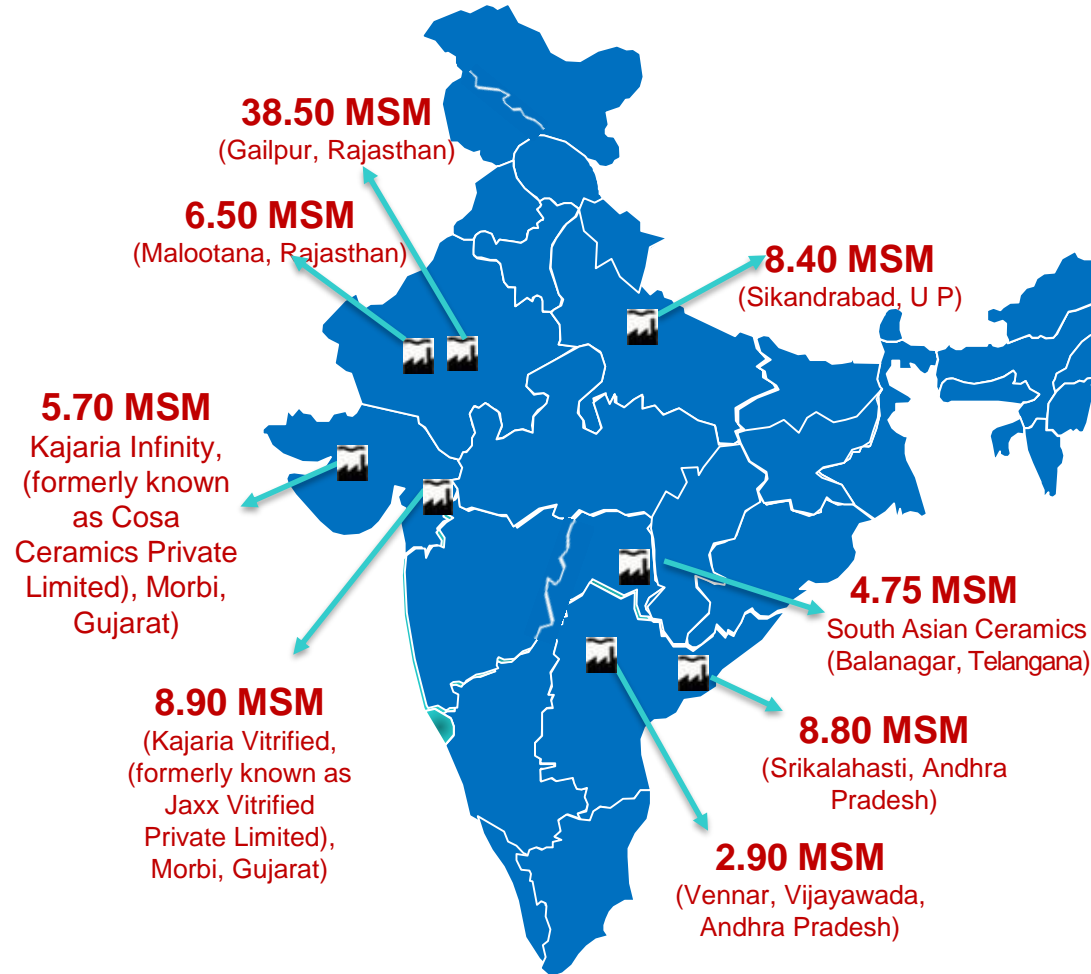 38.50 MSM
(Gailpur, Rajasthan)
6.50 MSM
(Malootana, Rajasthan)
8.40 MSM
(Sikandrabad, U P)
5.70 MSM
Kajaria Infinity,
(formerly known
as Cosa
Ceramics Private
Limited), Morbi,
Gujarat)
4.75 MSM
South Asian Ceramics
(Balanagar, Telangana)
8.90 MSM
(Kajaria Vitrified,
(formerly known as
Jaxx Vitrified
Private Limited),
Morbi, Gujarat)
8.80 MSM
(Srikalahasti, Andhra
Pradesh)
2.90 MSM
(Vennar, Vijayawada,
Andhra Pradesh)